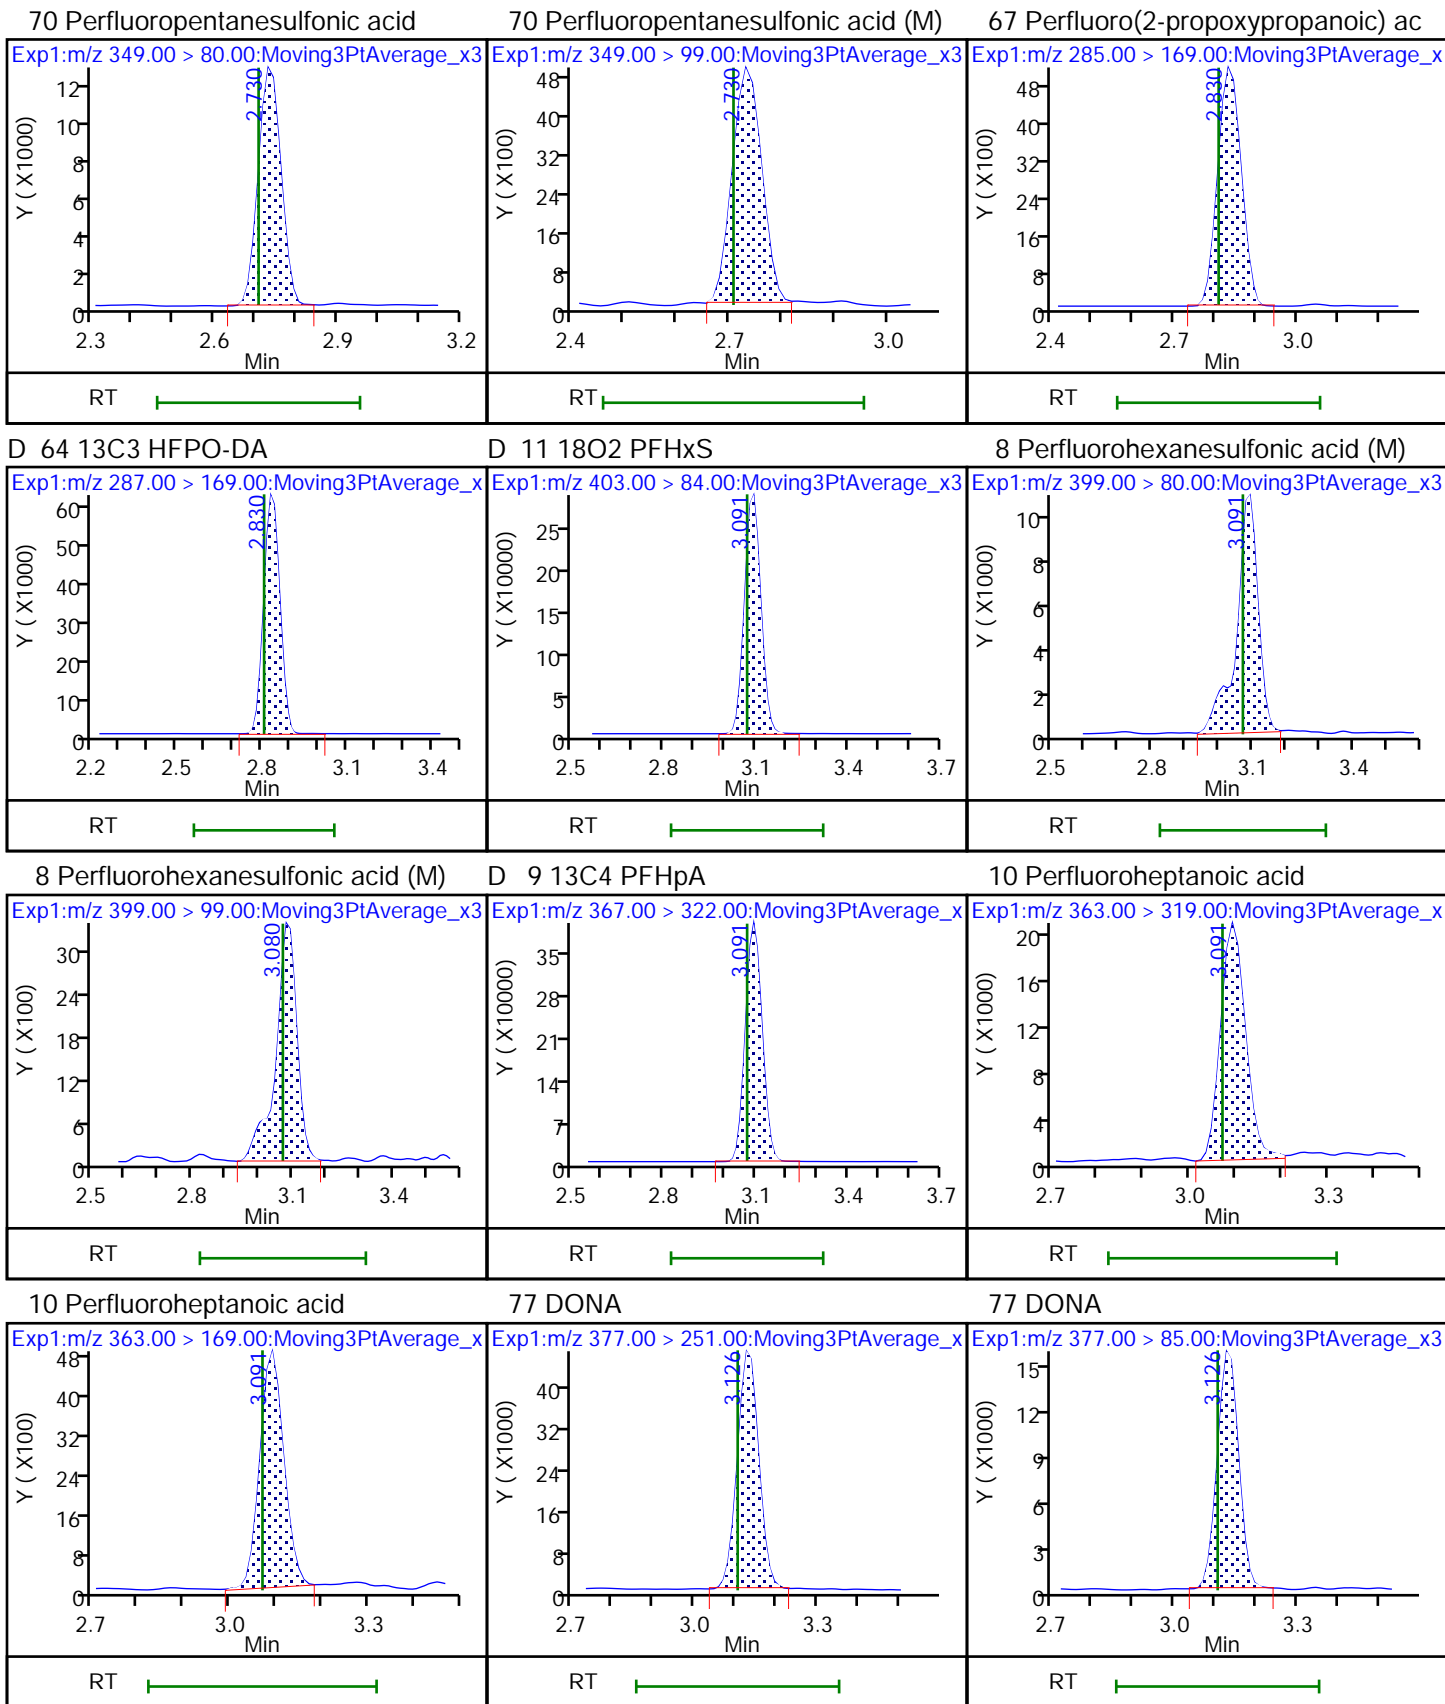 70 Perfluoropentanesulfonic acid
Exp1:m/z 349.00 > 80.00:Moving3PtAverage_x3
2.730
Y ( X1000)
12
10
8
6
4
2
0
2.3 2.6 2.9 3.2
Min
RT
70 Perfluoropentanesulfonic acid (M)
Exp1:m/z 349.00 > 99.00:Moving3PtAverage_x3
2.730
Y ( X100)
48
40
32
24
16
8
0
2.4 2.7 3.0
Min
RT
67 Perfluoro(2-propoxypropanoic) ac
Exp1:m/z 285.00 > 169.00:Moving3PtAverage_x
2.830
Y ( X100)
48
40
32
24
16
8
0
2.4 2.7 3.0
Min
RT
D 64 13C3 HFPO-DA
Exp1:m/z 287.00 > 169.00:Moving3PtAverage_x
2.830
Y ( X1000)
60
50
40
30
20
10
0
2.2 2.5 2.8 3.1 3.4
Min
RT
D 11 18O2 PFHxS
Exp1:m/z 403.00 > 84.00:Moving3PtAverage_x3
3.091
Y ( X10000)
25
20
15
10
5
0
2.5 2.8 3.1 3.4 3.7
Min
RT
8 Perfluorohexanesulfonic acid (M)
Exp1:m/z 399.00 > 80.00:Moving3PtAverage_x3
3.091
Y ( X1000)
10
8
6
4
2
0
2.5 2.8 3.1 3.4
Min
RT
8 Perfluorohexanesulfonic acid (M)
Exp1:m/z 399.00 > 99.00:Moving3PtAverage_x3
3.080
Y ( X100)
30
24
18
12
6
0
2.5 2.8 3.1 3.4
Min
RT
D 9 13C4 PFHpA
Exp1:m/z 367.00 > 322.00:Moving3PtAverage_x
3.091
Y ( X10000)
35
28
21
14
7
0
2.5 2.8 3.1 3.4 3.7
Min
RT
10 Perfluoroheptanoic acid
Exp1:m/z 363.00 > 319.00:Moving3PtAverage_x
3.091
Y ( X1000)
20
16
12
8
4
0
2.7 3.0 3.3
Min
RT
10 Perfluoroheptanoic acid
Exp1:m/z 363.00 > 169.00:Moving3PtAverage_x
3.091
Y ( X100)
48
40
32
24
16
8
0
2.7 3.0 3.3
Min
RT
77 DONA
Exp1:m/z 377.00 > 251.00:Moving3PtAverage_x
3.126
Y ( X1000)
40
32
24
16
8
0
2.7 3.0 3.3
Min
RT
77 DONA
Exp1:m/z 377.00 > 85.00:Moving3PtAverage_x3
3.126
Y ( X1000)
15
12
9
6
3
0
2.7 3.0 3.3
Min
RT